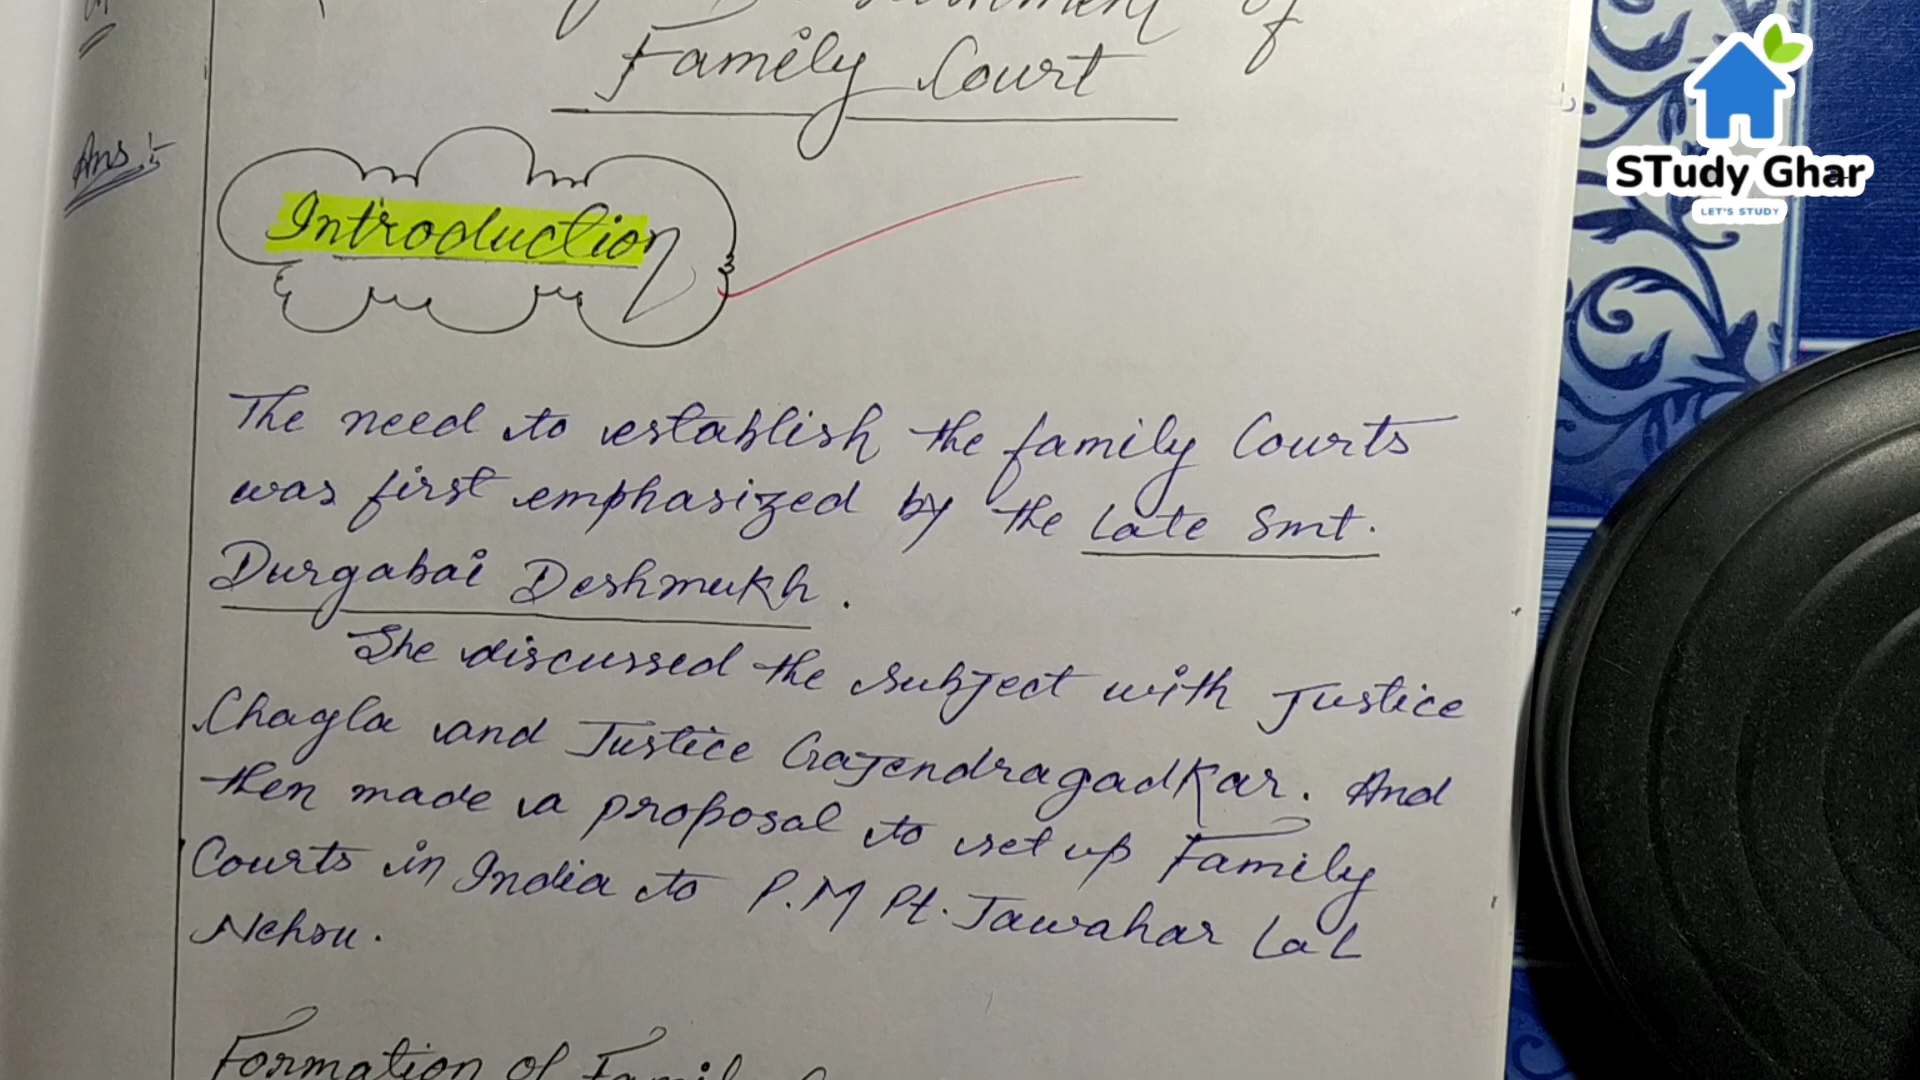 of
Family Court
Ans:-
Introduction
The need to establish the family Courts
was first emphasized by the Late Smt.
Durgabai Deshmukh.
She discussed the subject with Justice
Chagla and Justice Gajendragadkar. And
then made a proposal to set up Family
Courts in India to P.M Pt. Jawahar Lal
Nehru.
Formation of Family
STudy Ghar
LET'S STUDY